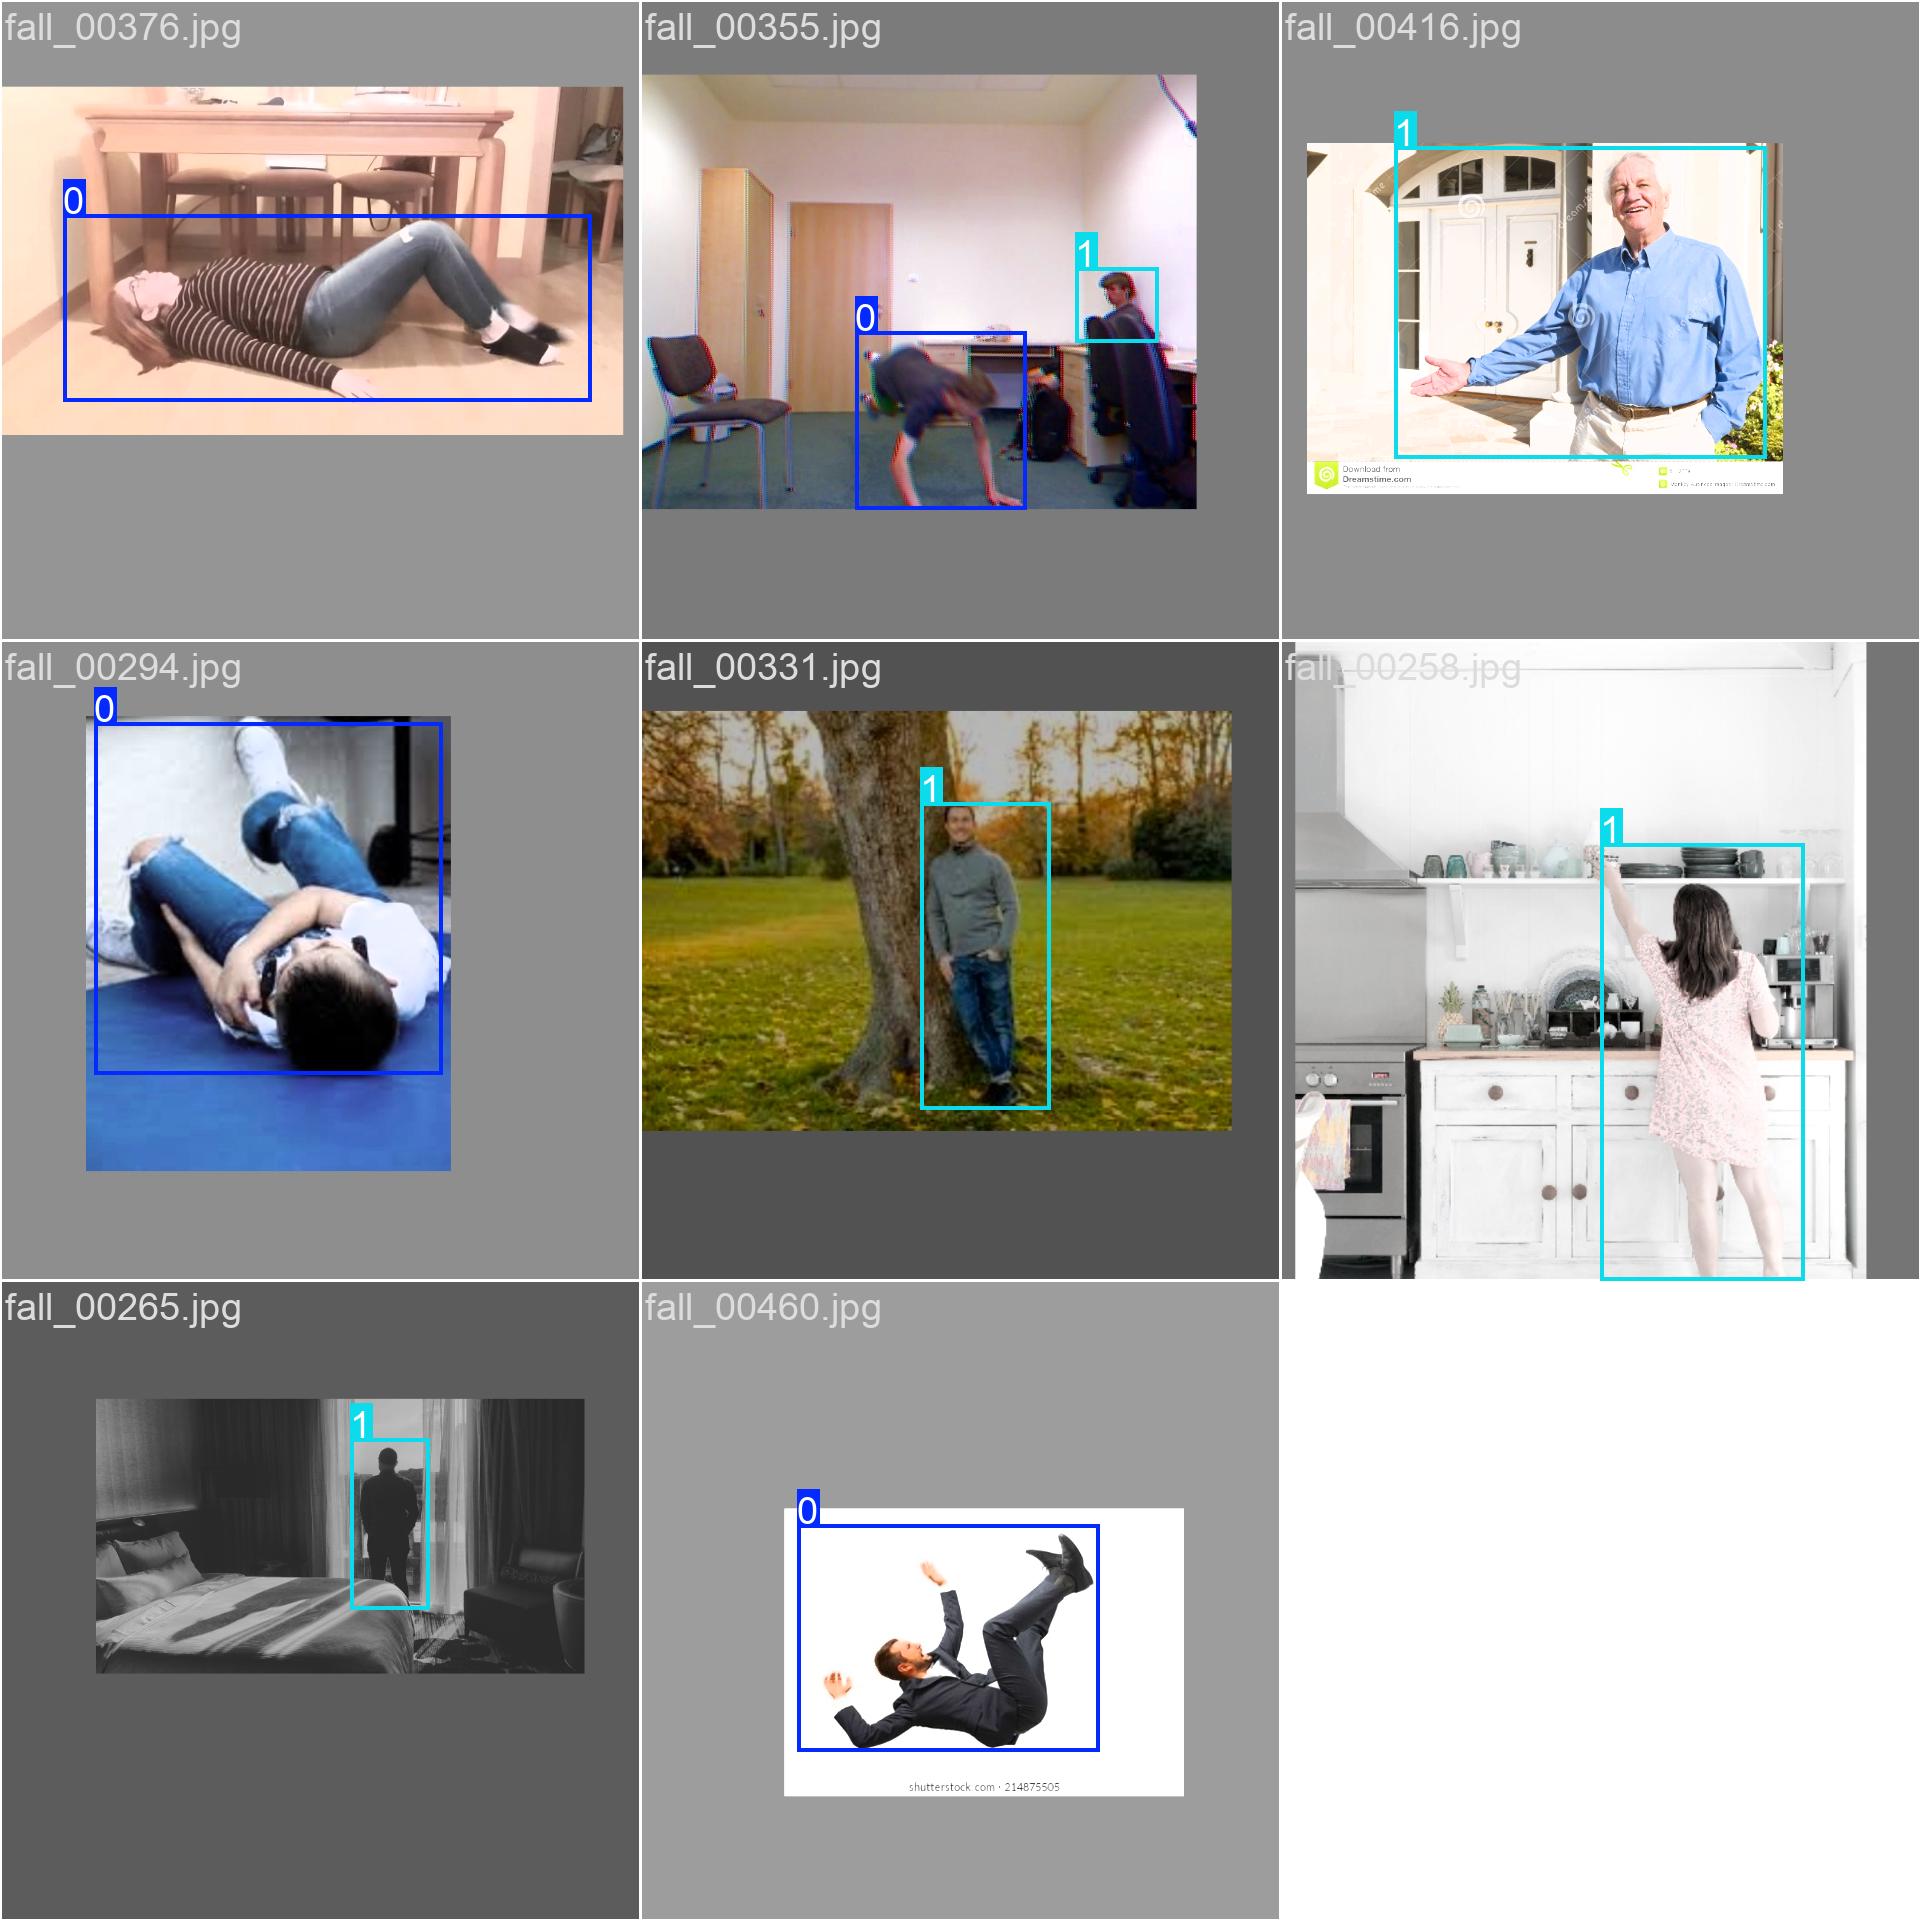 fall_00376.jpg
fall_00355.jpg
fall_00416.jpg
0
1
0
1
Download from
Dreamstime.com
fall_00294.jpg
fall_00331.jpg
fall_00258.jpg
0
1
1
fall_00265.jpg
fall_00460.jpg
1
0
shutterstock.com · 214875505